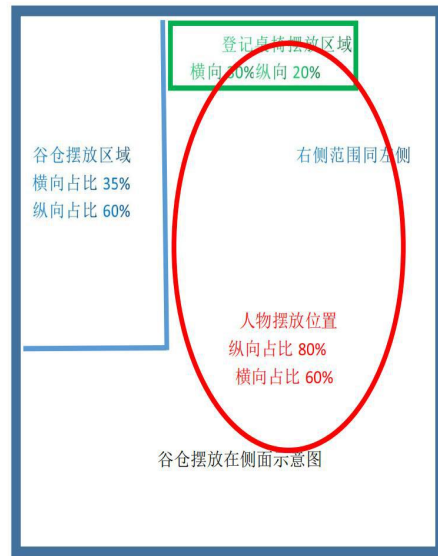 登记桌椅摆放区域
横向 30%纵向 20%
谷仓摆放区域
横向占比 35%
纵向占比 60%
右侧范围同左侧
人物摆放位置
纵向占比 80%
横向占比 60%
谷仓摆放在侧面示意图